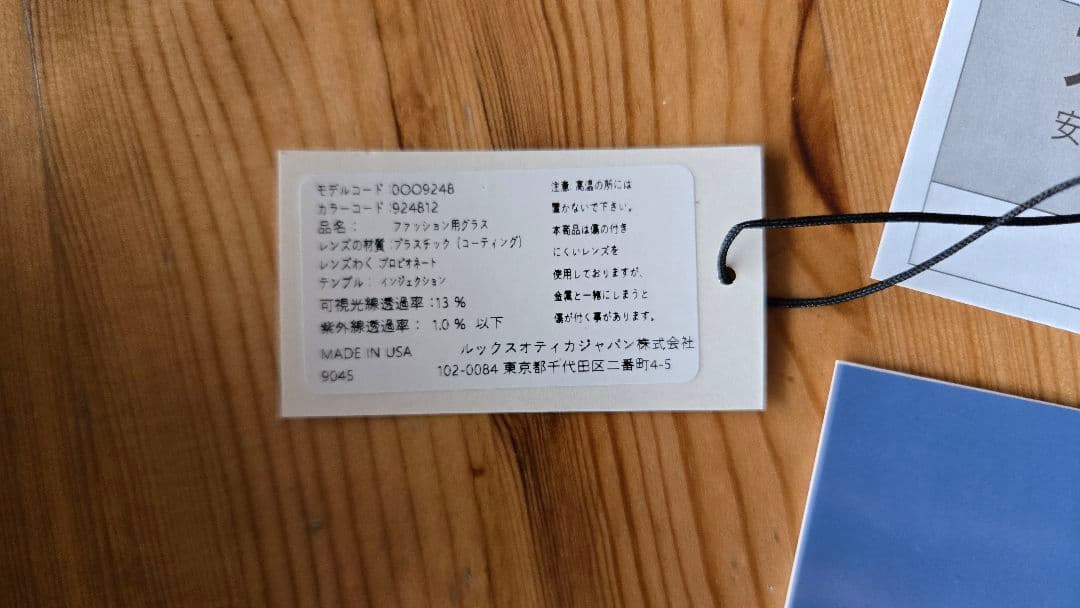 モデルコード :0OO9248
カラーコード :924812
品名： ファッション用グラス
レンズの材質 :プラスチック (コーティング)
レンズわく プロピオネート
テンプル： インジェクション
可視光線透過率 :13 %
紫外線透過率： 1.0 % 以下
MADE IN USA
9045
注意: 高温の所には
置かないで下さい。
本商品は傷の付き
にくいレンズを
使用しておりますが、
金属と一緒にしまうと
傷が付く事があります。
ルックスオティカジャパン株式会社
102-0084 東京都千代田区二番町4-5
安